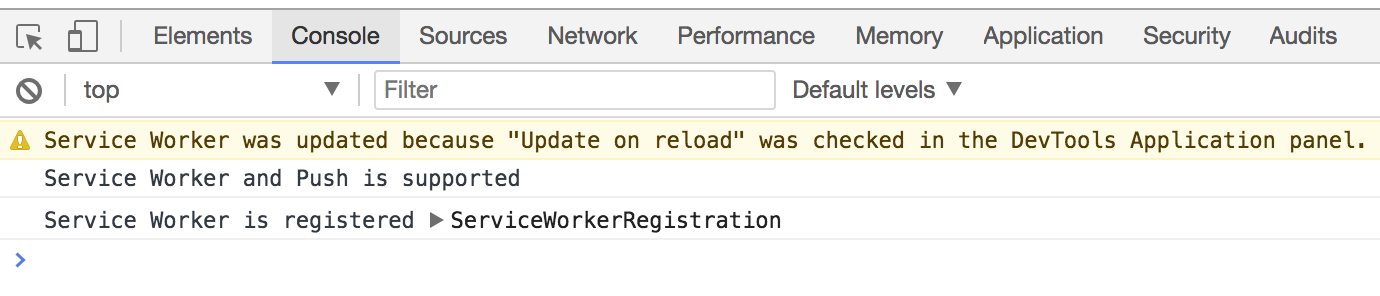 Elements Console Sources Network Performance Memory Application Security Audits
top Filter Default levels
Service Worker was updated because "Update on reload" was checked in the DevTools Application panel.
Service Worker and Push is supported
Service Worker is registered ServiceWorkerRegistration